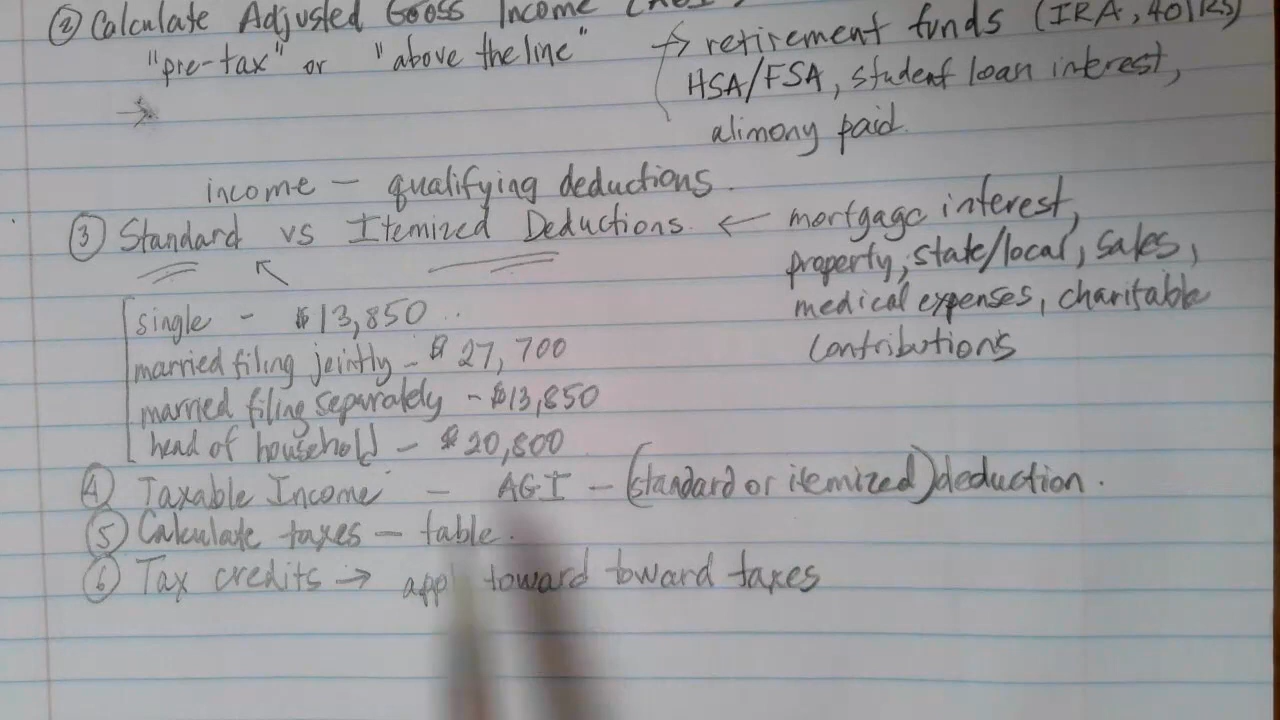 ② Calculate Adjusted Gross Income
"pre-tax" or "above the line"
→ retirement funds (IRA, 401Ks)
HSA/FSA, student loan interest,
alimony paid.
→
income - qualifying deductions.
③ Standard vs Itemized Deductions. ← mortgage interest,
property, state/local, sales,
medical expenses, charitable
contributions
single - $13,850
married filing jointly - $27,700
married filing separately - $13,850
head of household - $20,800
④ Taxable Income - AGI - (standard or itemized) deduction.
⑤ Calculate taxes - table.
⑥ Tax credits → toward toward taxes